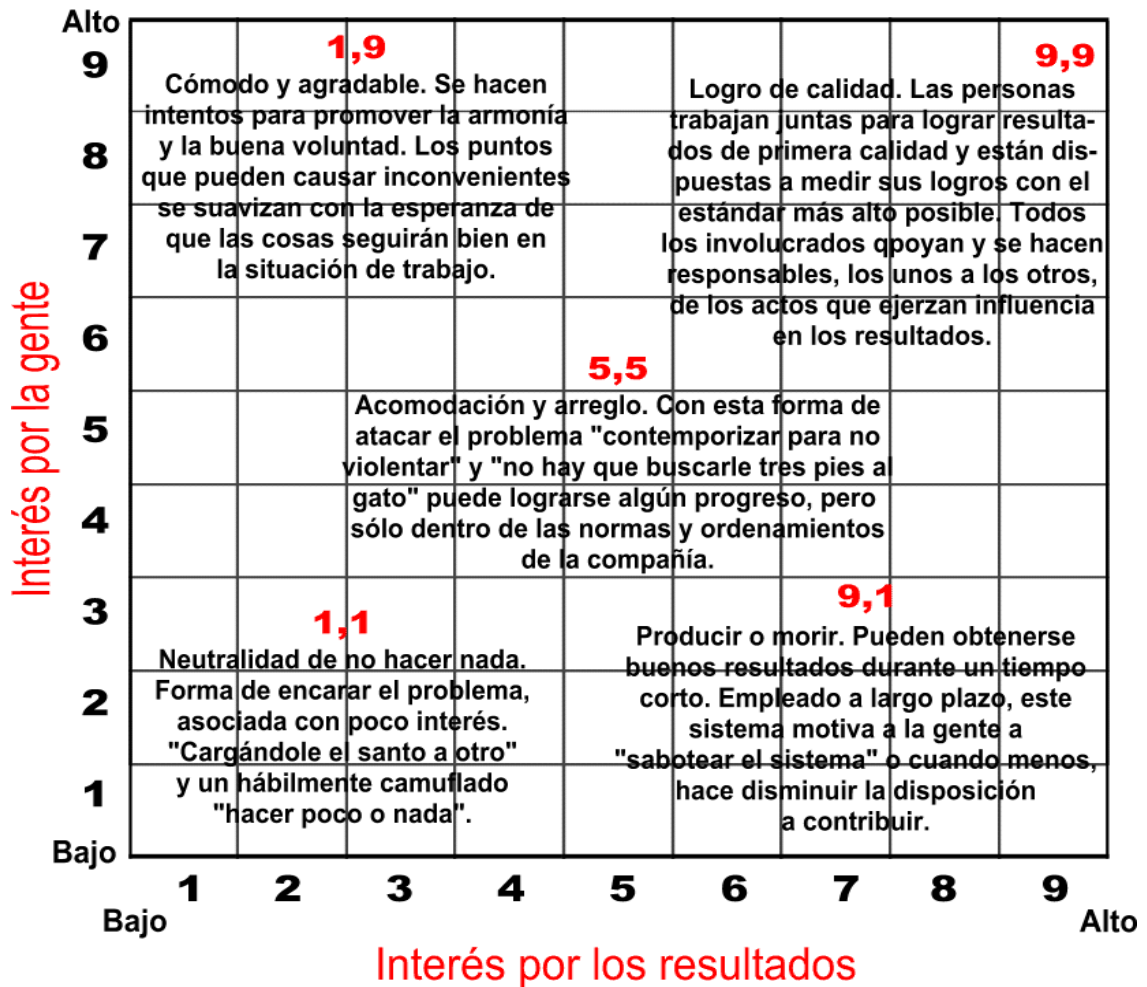 Alto
9
8
7
6
5
4
3
2
1
Bajo
Interés por la gente
1,9
Cómodo y agradable. Se hacen
intentos para promover la armonía
y la buena voluntad. Los puntos
que pueden causar inconvenientes
se suavizan con la esperanza de
que las cosas seguirán bien en
la situación de trabajo.
9,9
Logro de calidad. Las personas
trabajan juntas para lograr resulta-
dos de primera calidad y están dis-
puestas a medir sus logros con el
estándar más alto posible. Todos
los involucrados qpoyan y se hacen
responsables, los unos a los otros,
de los actos que ejerzan influencia
en los resultados.
5,5
Acomodación y arreglo. Con esta forma de
atacar el problema "contemporizar para no
violentar" y "no hay que buscarle tres pies al
gato" puede lograrse algún progreso, pero
sólo dentro de las normas y ordenamientos
de la compañía.
1,1
Neutralidad de no hacer nada.
Forma de encarar el problema,
asociada con poco interés.
"Cargándole el santo a otro"
y un hábilmente camuflado
"hacer poco o nada".
9,1
Producir o morir. Pueden obtenerse
buenos resultados durante un tiempo
corto. Empleado a largo plazo, este
sistema motiva a la gente a
"sabotear el sistema" o cuando menos,
hace disminuir la disposición
a contribuir.
1 2 3 4 5 6 7 8 9
Bajo Alto
Interés por los resultados